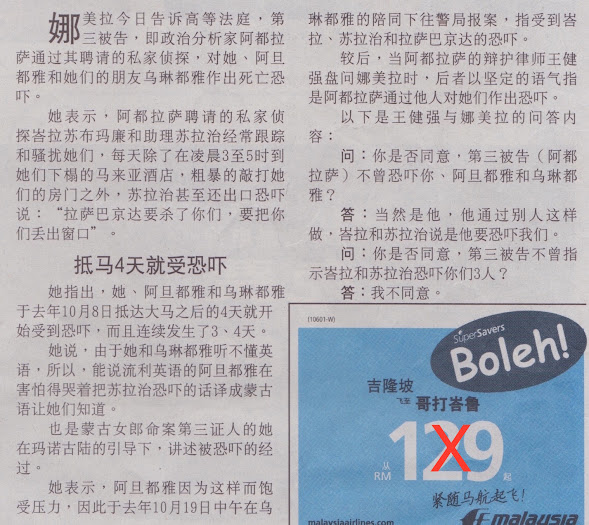 娜美拉今日告诉高等法庭，第
三被告，即政治分析家阿都拉
萨通过其聘请的私家侦探，对她、阿旦
都雅和她们的朋友乌琳都雅作出死亡恐
吓。
她表示，阿都拉萨聘请的私家侦
探峇拉苏布玛廉和助理苏拉治经常跟踪
和骚扰她们，每天除了在凌晨3至5时到
她们下榻的马来亚酒店，粗暴的敲打她
们的房门之外，苏拉治甚至还出口恐吓
说：“拉萨巴京达要杀了你们，要把你
们丢出窗口”。
抵马4天就受恐吓
她指出，她、阿旦都雅和乌琳都雅
于去年10月8日抵达大马之后的4天就开
始受到恐吓，而且连续发生了3、4天。
她说，由于她和乌琳都雅听不懂英
语，所以，能说流利英语的阿旦都雅在
害怕得哭着把苏拉治恐吓的话译成蒙古
语让她们知道。
也是蒙古女郎命案第三证人的她
在玛诺古陆的引导下，讲述被恐吓的经
过。
她表示，阿旦都雅因为这样而饱
受压力，因此于去年10月19日中午在乌
琳都雅的陪同下往警局报案，指受到峇
拉、苏拉治和拉萨巴京达的恐吓。
较后，当阿都拉萨的辩护律师王健
强盘问娜美拉时，后者以坚定的语气指
是阿都拉萨通过他人对她们作出恐吓。
以下是王健强与娜美拉的问答内
容：
问：你是否同意，第三被告（阿都
拉萨）不曾恐吓你、阿旦都雅和乌琳都
雅？
答：当然是他，他通过别人这样
做，峇拉和苏拉治说是他要恐吓我们。
问：你是否同意，第三被告不曾指
示峇拉和苏拉治恐吓你们3人？
答：我不同意。
(10601-W)
SuperSavers
Boleh!
吉隆坡
飞至 哥打峇鲁
从
RM 129 起
X
紧随马航起飞！
malaysiaairlines.com
malaysia